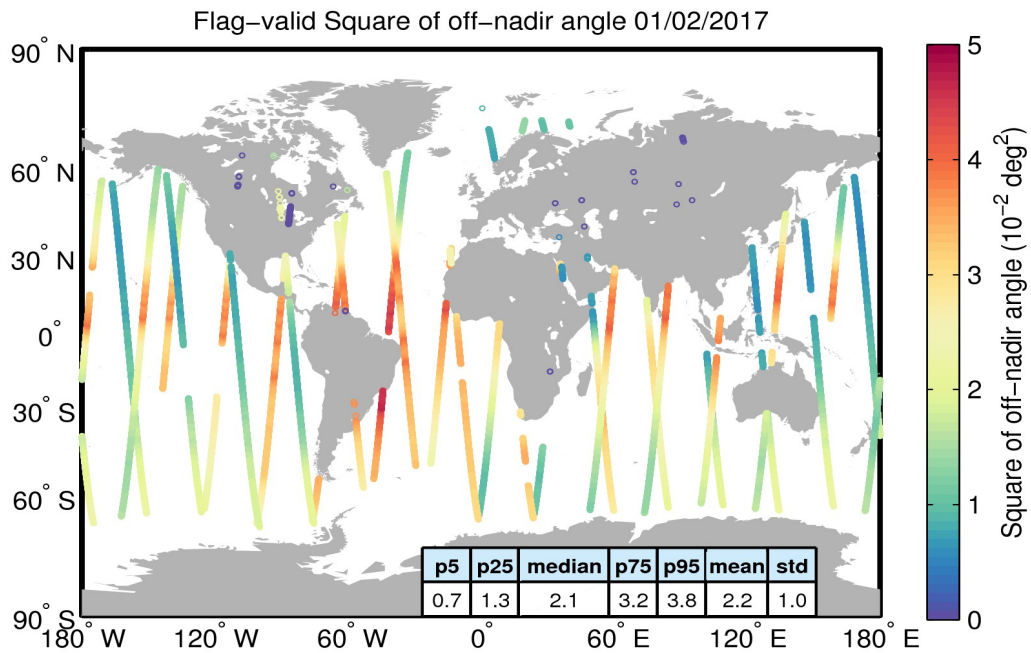 Flag-valid Square of off-nadir angle 01/02/2017
90° N
60° N
30° N
0°
30° S
60° S
90° S
180° W
120° W
60° W
0°
60° E
120° E
180° E
p5 p25 median p75 p95 mean std
0.7 1.3 2.1 3.2 3.8 2.2 1.0
5
4
3
2
1
0
Square of off-nadir angle (10⁻² deg²)